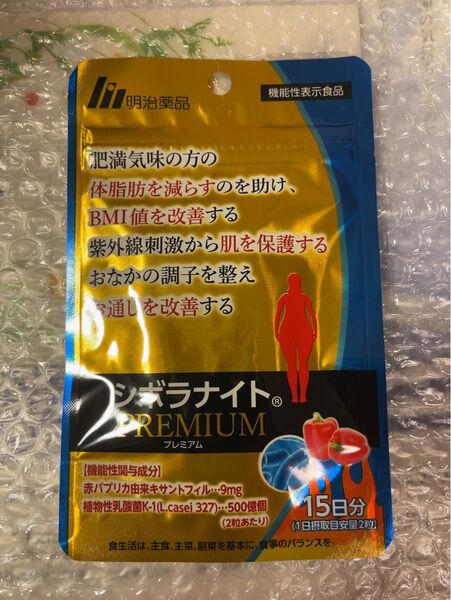 明治薬品
機能性表示食品
肥満気味の方の
体脂肪を減らすのを助け、
BMI値を改善する
紫外線刺激から肌を保護する
おなかの調子を整え
お通じを改善する
シボラナイト®
PREMIUM
プレミアム
【機能性関与成分】
赤パプリカ由来キサントフィル…9mg
植物性乳酸菌K-1(L.casei 327)…500億個
(2粒あたり)
15日分
(1日摂取目安量2粒)
食生活は、主食、主菜、副菜を基本に、食事のバランスを。